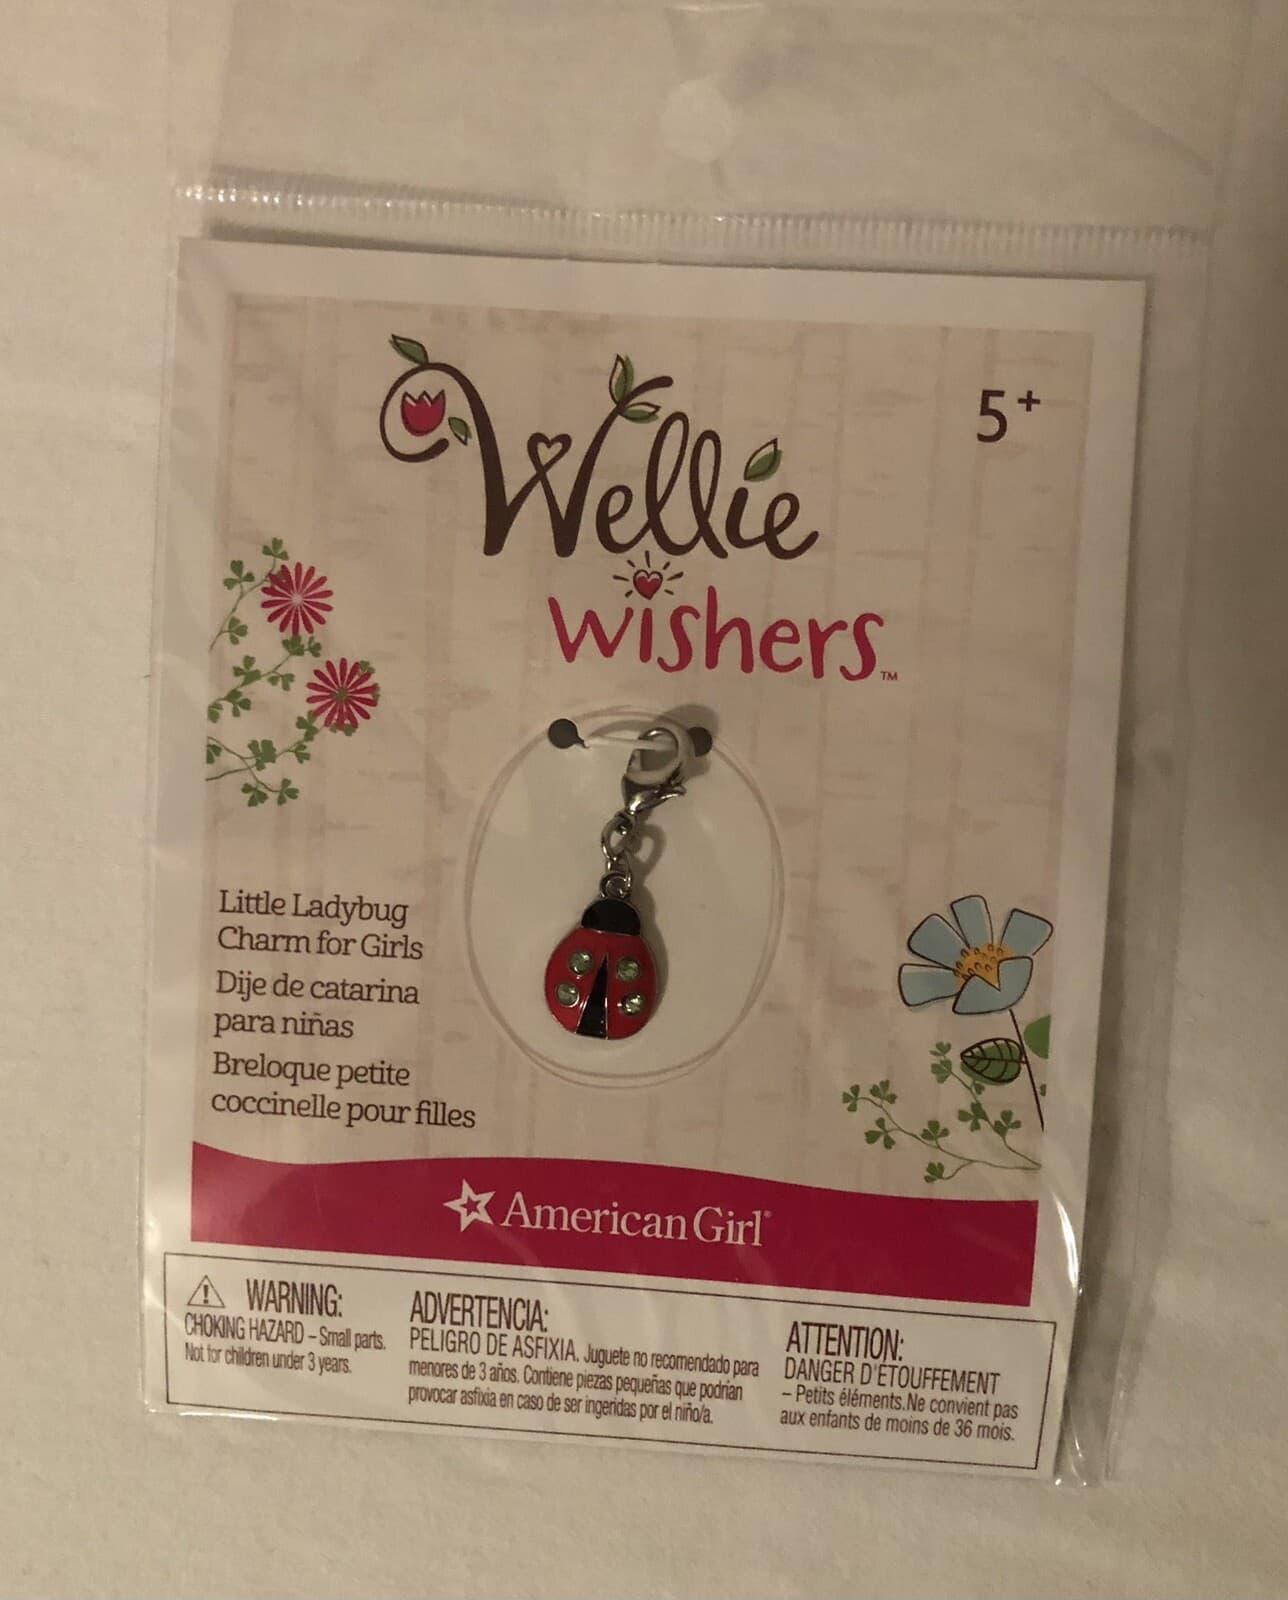 Wellie
wishers™
5+
Little Ladybug
Charm for Girls
Dije de catarina
para niñas
Breloque petite
coccinelle pour filles
American Girl®
WARNING:
CHOKING HAZARD – Small parts.
Not for children under 3 years.
ADVERTENCIA:
PELIGRO DE ASFIXIA. Juguete no recomendado para
menores de 3 años. Contiene piezas pequeñas que podrían
provocar asfixia en caso de ser ingeridas por el niño/a.
ATTENTION:
DANGER D'ÉTOUFFEMENT
– Petits éléments. Ne convient pas
aux enfants de moins de 36 mois.